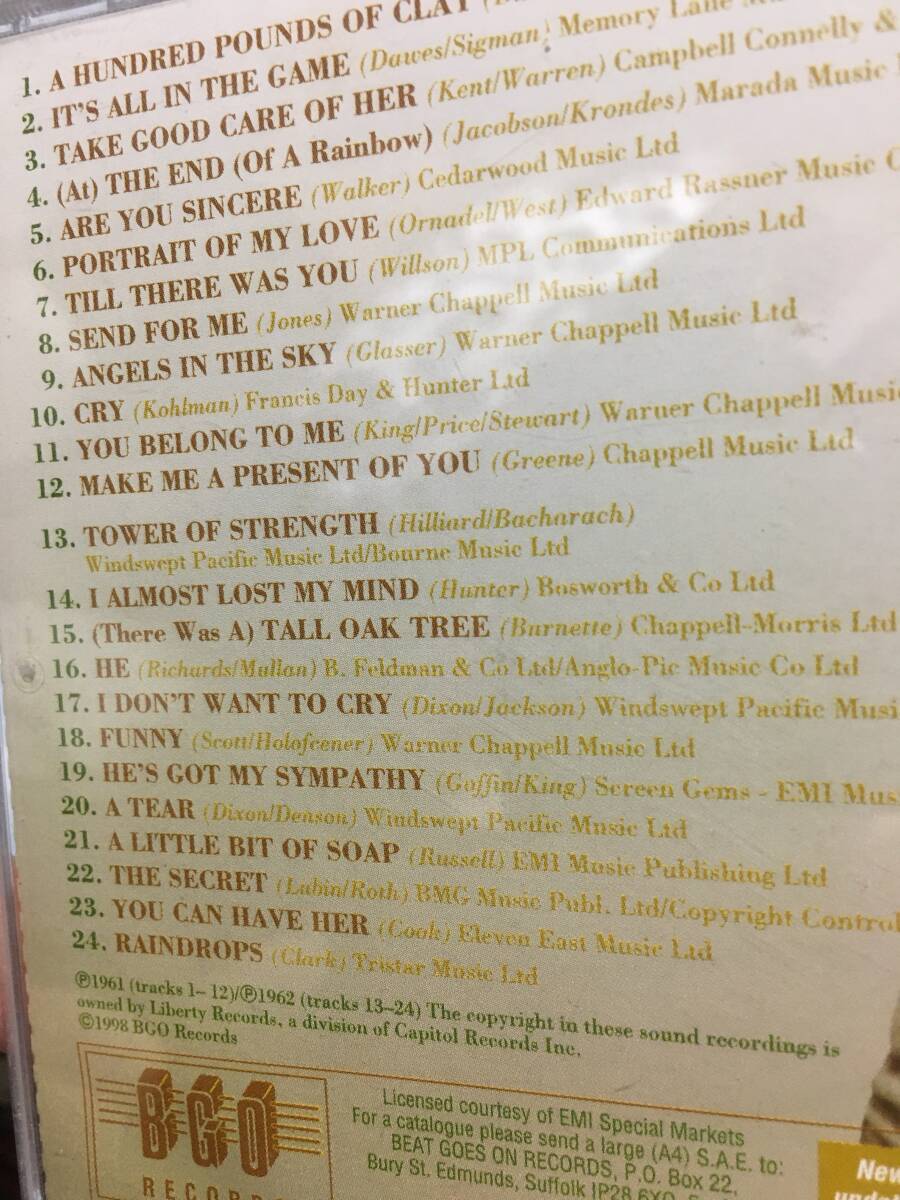 1. A HUNDRED POUNDS OF CLAY
2. IT'S ALL IN THE GAME (Dawes/Sigman) Memory Lane
3. TAKE GOOD CARE OF HER (Kent/Warren) Campbell Connelly &
4. (At) THE END (Of A Rainbow) (Jacobson/Krondes) Marada Music
5. ARE YOU SINCERE (Walker) Cedarwood Music Ltd
6. PORTRAIT OF MY LOVE (Ornadel/West) Edward Rassner Music
7. TILL THERE WAS YOU (Willson) MPL Communications Ltd
8. SEND FOR ME (Jones) Warner Chappell Music Ltd
9. ANGELS IN THE SKY (Glasser) Warner Chappell Music Ltd
10. CRY (Kohlman) Francis Day & Hunter Ltd
11. YOU BELONG TO ME (King/Price/Stewart) Warner Chappell Music
12. MAKE ME A PRESENT OF YOU (Greene) Chappell Music Ltd
13. TOWER OF STRENGTH (Hilliard/Bacharach)
Windswept Pacific Music Ltd/Bourne Music Ltd
14. I ALMOST LOST MY MIND (Hunter) Bosworth & Co Ltd
15. (There Was A) TALL OAK TREE (Burnette) Chappell-Morris Ltd
16. HE (Richards/Mullan) B. Feldman & Co Ltd/Anglo-Pic Music Co Ltd
17. I DON'T WANT TO CRY (Dixon/Jackson) Windswept Pacific Musi
18. FUNNY (Scott/Holofcener) Warner Chappell Music Ltd
19. HE'S GOT MY SYMPATHY (Goffin/King) Screen Gems - EMI Mus
20. A TEAR (Dixon/Denson) Windswept Pacific Music Ltd
21. A LITTLE BIT OF SOAP (Russell) EMI Music Publishing Ltd
22. THE SECRET (Lubin/Roth) BMG Music Publ. Ltd/Copyright Control
23. YOU CAN HAVE HER (Cook) Eleven East Music Ltd
24. RAINDROPS (Clark) Tristar Music Ltd
℗1961 (tracks 1– 12)/℗1962 (tracks 13–24) The copyright in these sound recordings is
owned by Liberty Records, a division of Capitol Records Inc.
©1998 BGO Records
BGO
RECORDS
Licensed courtesy of EMI Special Markets
For a catalogue please send a large (A4) S.A.E. to:
BEAT GOES ON RECORDS, P.O. Box 22,
Bury St. Edmunds, Suffolk IP28 6XQ
New